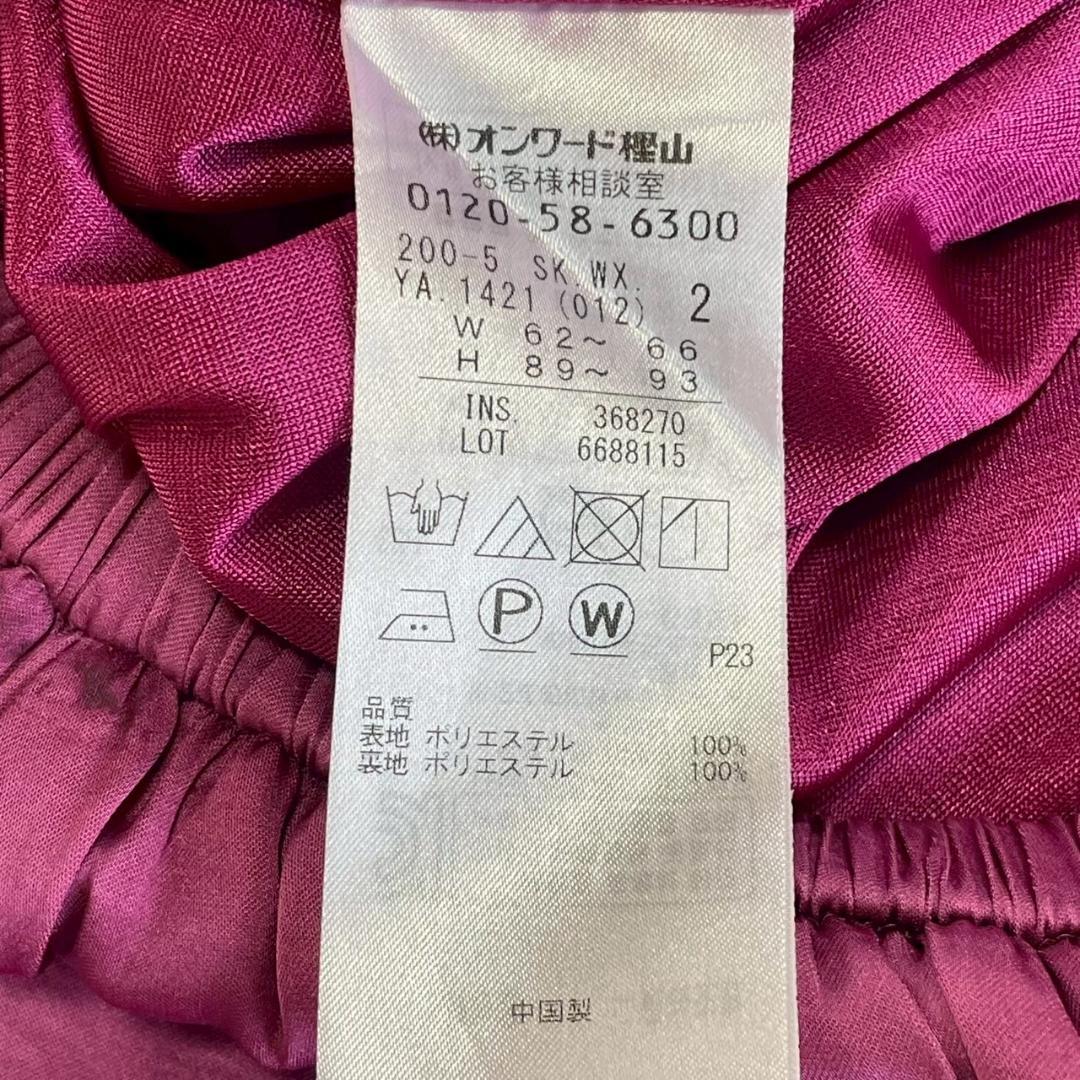 (株)オンワード樫山
お客様相談室
0120-58-6300
200-5 SK.WX.
YA.1421(012) 2
W 62~ 66
H 89~ 93
INS. 368270
LOT 6688115
P
W
P23
品質
表地 ポリエステル 100%
裏地 ポリエステル 100%
中国製